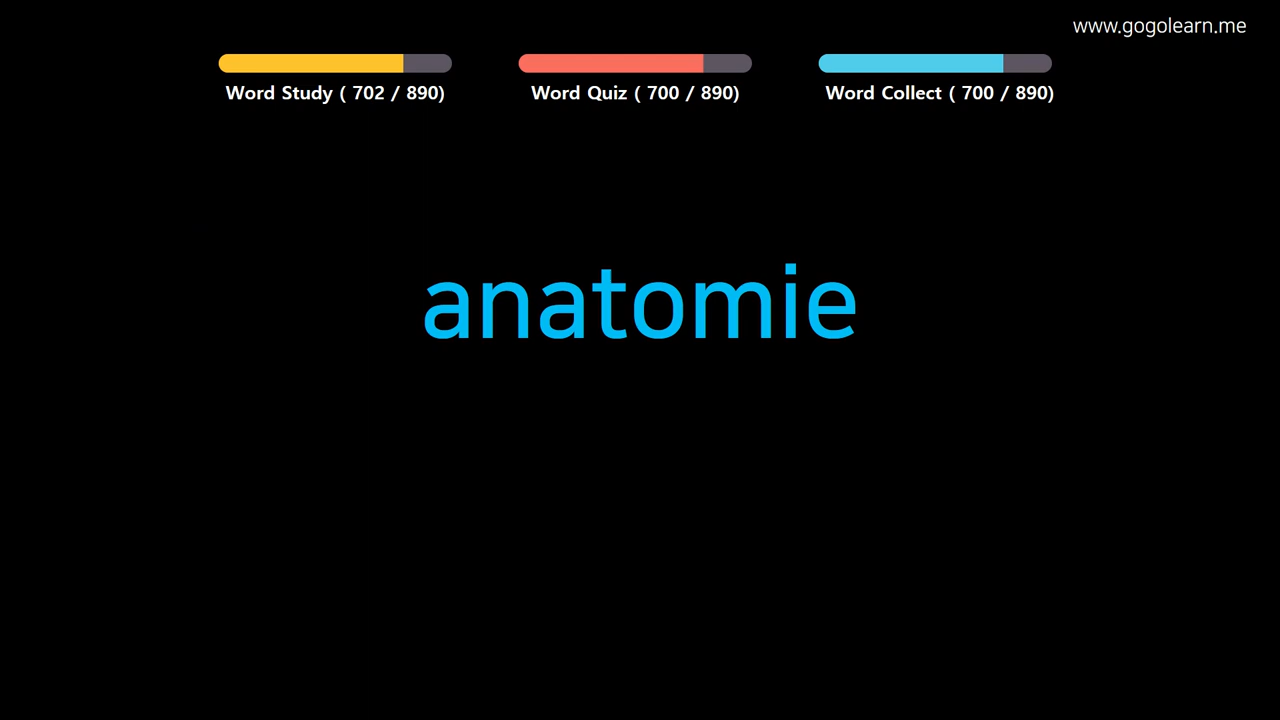 www.gogolearn.me
Word Study ( 702 / 890)
Word Quiz ( 700 / 890)
Word Collect ( 700 / 890)
anatomie